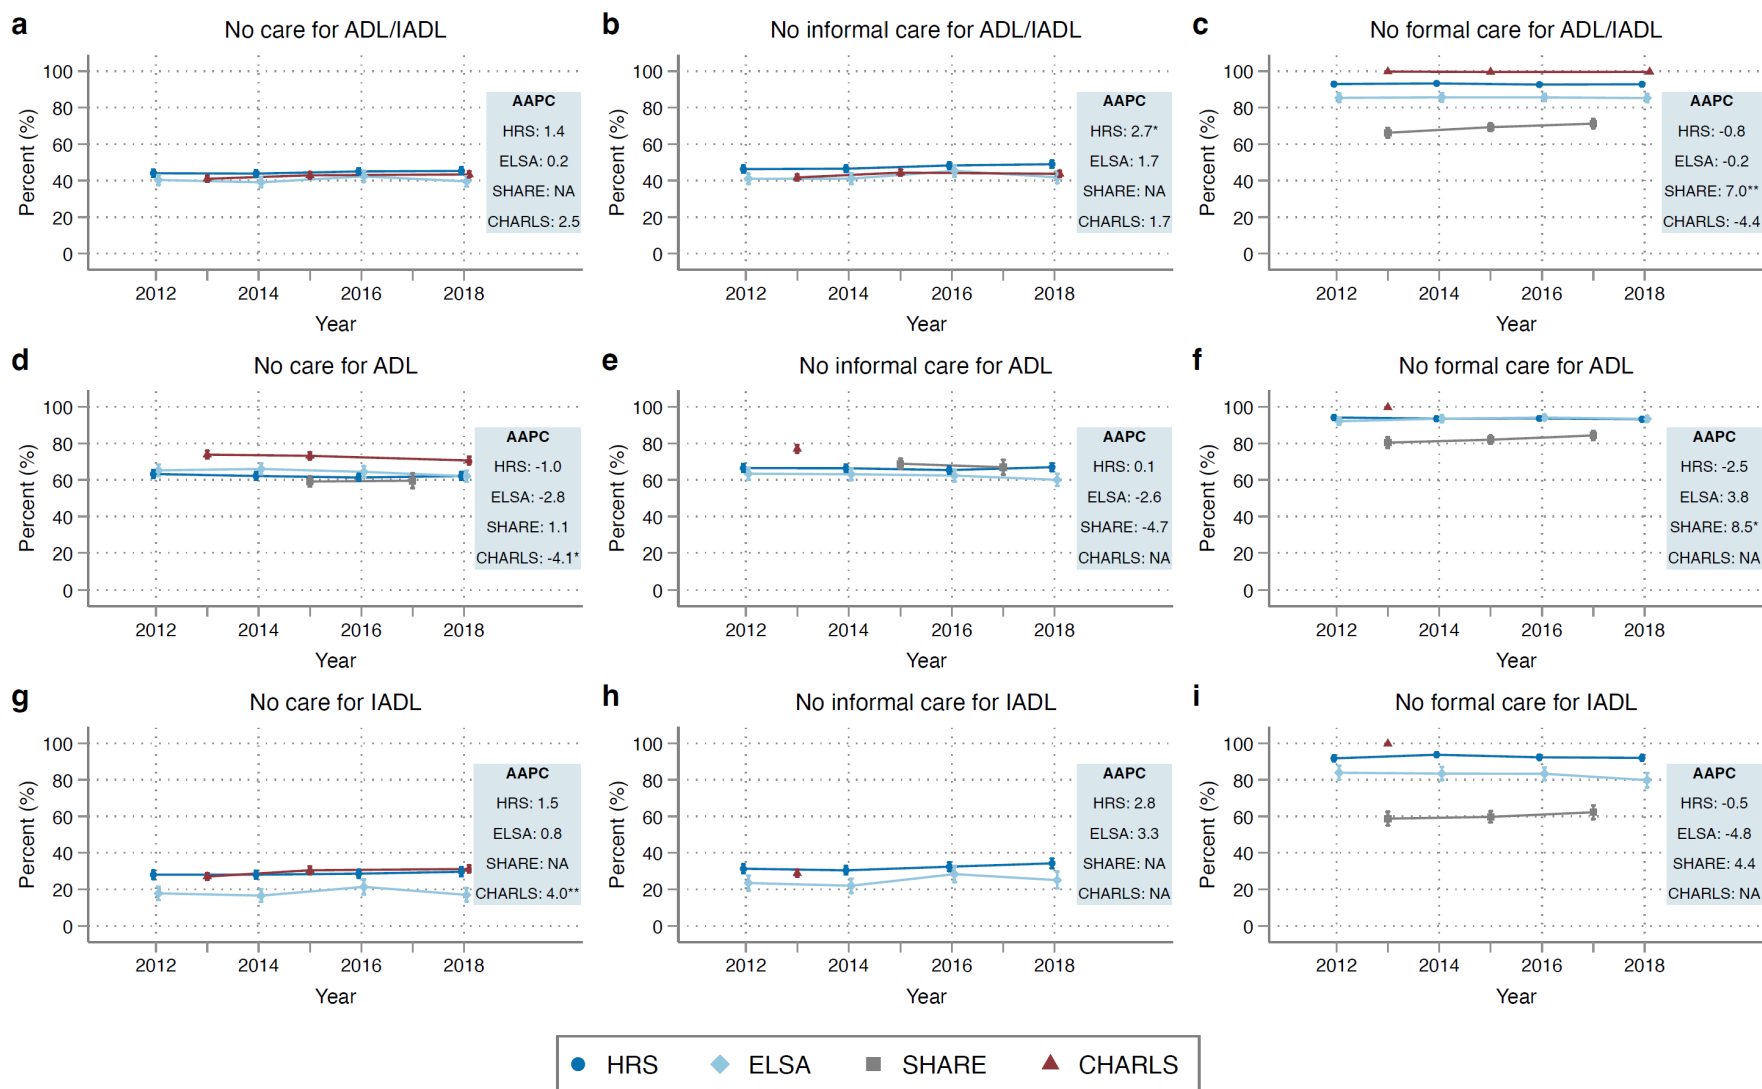 a No care for ADL/IADL
Percent (%)
100
80
60
40
20
0
AAPC
HRS: 1.4
ELSA: 0.2
SHARE: NA
CHARLS: 2.5
2012 2014 2016 2018
Year
b No informal care for ADL/IADL
Percent (%)
100
80
60
40
20
0
AAPC
HRS: 2.7*
ELSA: 1.7
SHARE: NA
CHARLS: 1.7
2012 2014 2016 2018
Year
c No formal care for ADL/IADL
Percent (%)
100
80
60
40
20
0
AAPC
HRS: -0.8
ELSA: -0.2
SHARE: 7.0**
CHARLS: -4.4
2012 2014 2016 2018
Year
d No care for ADL
Percent (%)
100
80
60
40
20
0
AAPC
HRS: -1.0
ELSA: -2.8
SHARE: 1.1
CHARLS: -4.1*
2012 2014 2016 2018
Year
e No informal care for ADL
Percent (%)
100
80
60
40
20
0
AAPC
HRS: 0.1
ELSA: -2.6
SHARE: -4.7
CHARLS: NA
2012 2014 2016 2018
Year
f No formal care for ADL
Percent (%)
100
80
60
40
20
0
AAPC
HRS: -2.5
ELSA: 3.8
SHARE: 8.5*
CHARLS: NA
2012 2014 2016 2018
Year
g No care for IADL
Percent (%)
100
80
60
40
20
0
AAPC
HRS: 1.5
ELSA: 0.8
SHARE: NA
CHARLS: 4.0**
2012 2014 2016 2018
Year
h No informal care for IADL
Percent (%)
100
80
60
40
20
0
AAPC
HRS: 2.8
ELSA: 3.3
SHARE: NA
CHARLS: NA
2012 2014 2016 2018
Year
i No formal care for IADL
Percent (%)
100
80
60
40
20
0
AAPC
HRS: -0.5
ELSA: -4.8
SHARE: 4.4
CHARLS: NA
2012 2014 2016 2018
Year
HRS ELSA SHARE CHARLS